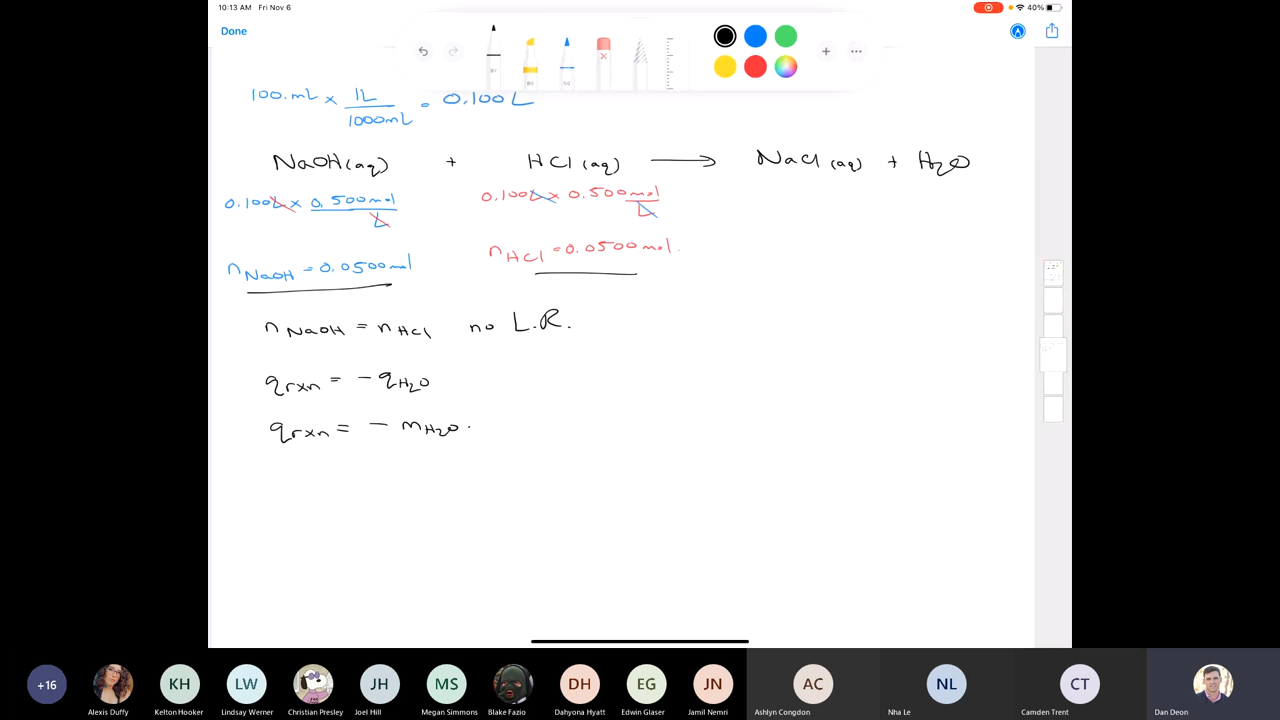 10:13 AM Fri Nov 6
40%
Done
100. mL x 1L / 1000mL = 0.100 L
NaOH (aq) + HCl (aq) → NaCl (aq) + H2O
0.100L x 0.500 mol / L
0.100L x 0.500 mol / L
nHCl = 0.0500 mol.
nNaOH = 0.0500 mol
nNaOH = nHCl no L.R.
qrxn = - qH2O
qrxn = - mH2O ·
+16
KH
LW
JH
MS
DH
EG
JN
AC
NL
CT
Alexis Duffy
Kelton Hooker
Lindsay Werner
Christian Presley
Joel Hill
Megan Simmons
Blake Fazio
Dahyona Hyatt
Edwin Glaser
Jamil Nemri
Ashlyn Congdon
Nha Le
Camden Trent
Dan Deon